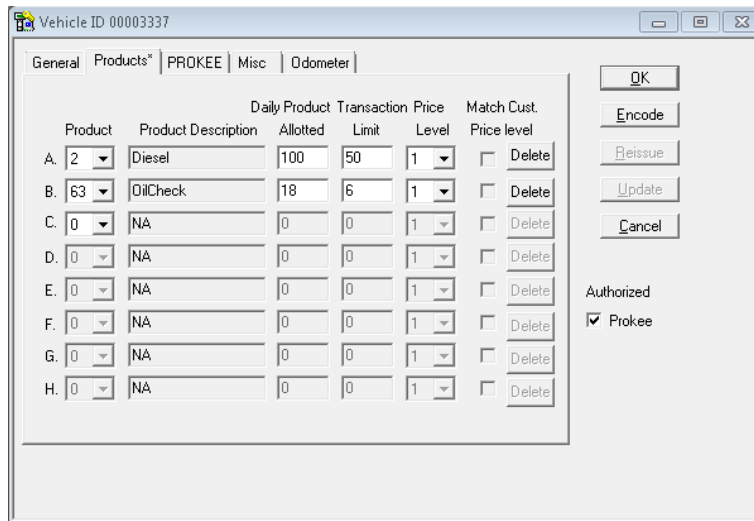 Vehicle ID 00003337
General Products* PROKEE Misc Odometer
OK
Daily Product Transaction Price Match Cust.
Product Product Description Allotted Limit Level Price level
Encode
A. 2 Diesel 100 50 1 Delete
Reissue
B. 63 OilCheck 18 6 1 Delete
Update
C. 0 NA 0 0 1 Delete
Cancel
D. 0 NA 0 0 1 Delete
E. 0 NA 0 0 1 Delete
Authorized
F. 0 NA 0 0 1 Delete
Prokee
G. 0 NA 0 0 1 Delete
H. 0 NA 0 0 1 Delete